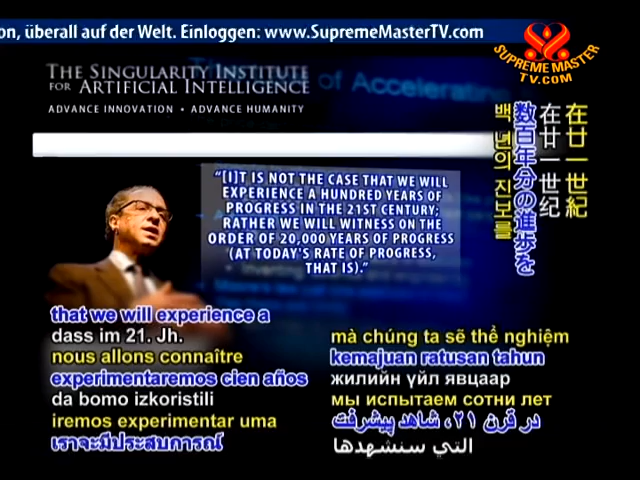 on, überall auf der Welt. Einloggen: www.SupremeMasterTV.com
SUPREME MASTER
TV.COM
THE SINGULARITY INSTITUTE
FOR ARTIFICIAL INTELLIGENCE
ADVANCE INNOVATION • ADVANCE HUMANITY
of Accelerating
“[I]T IS NOT THE CASE THAT WE WILL
EXPERIENCE A HUNDRED YEARS OF
PROGRESS IN THE 21ST CENTURY;
RATHER WE WILL WITNESS ON THE
ORDER OF 20,000 YEARS OF PROGRESS
(AT TODAY'S RATE OF PROGRESS,
THAT IS).”
在廿一世紀
在廿一世纪
数百年分の進歩を
백 년의 진보를
that we will experience a
dass im 21. Jh.
nous allons connaître
experimentaremos cien años
da bomo izkoristili
iremos experimentar uma
เราจะมีประสบการณ์
mà chúng ta sẽ thể nghiệm
kemajuan ratusan tahun
жилийн үйл явцаар
мы испытаем сотни лет
در قرن ۲۱، شاهد پیشرفت
التي سنشهدها